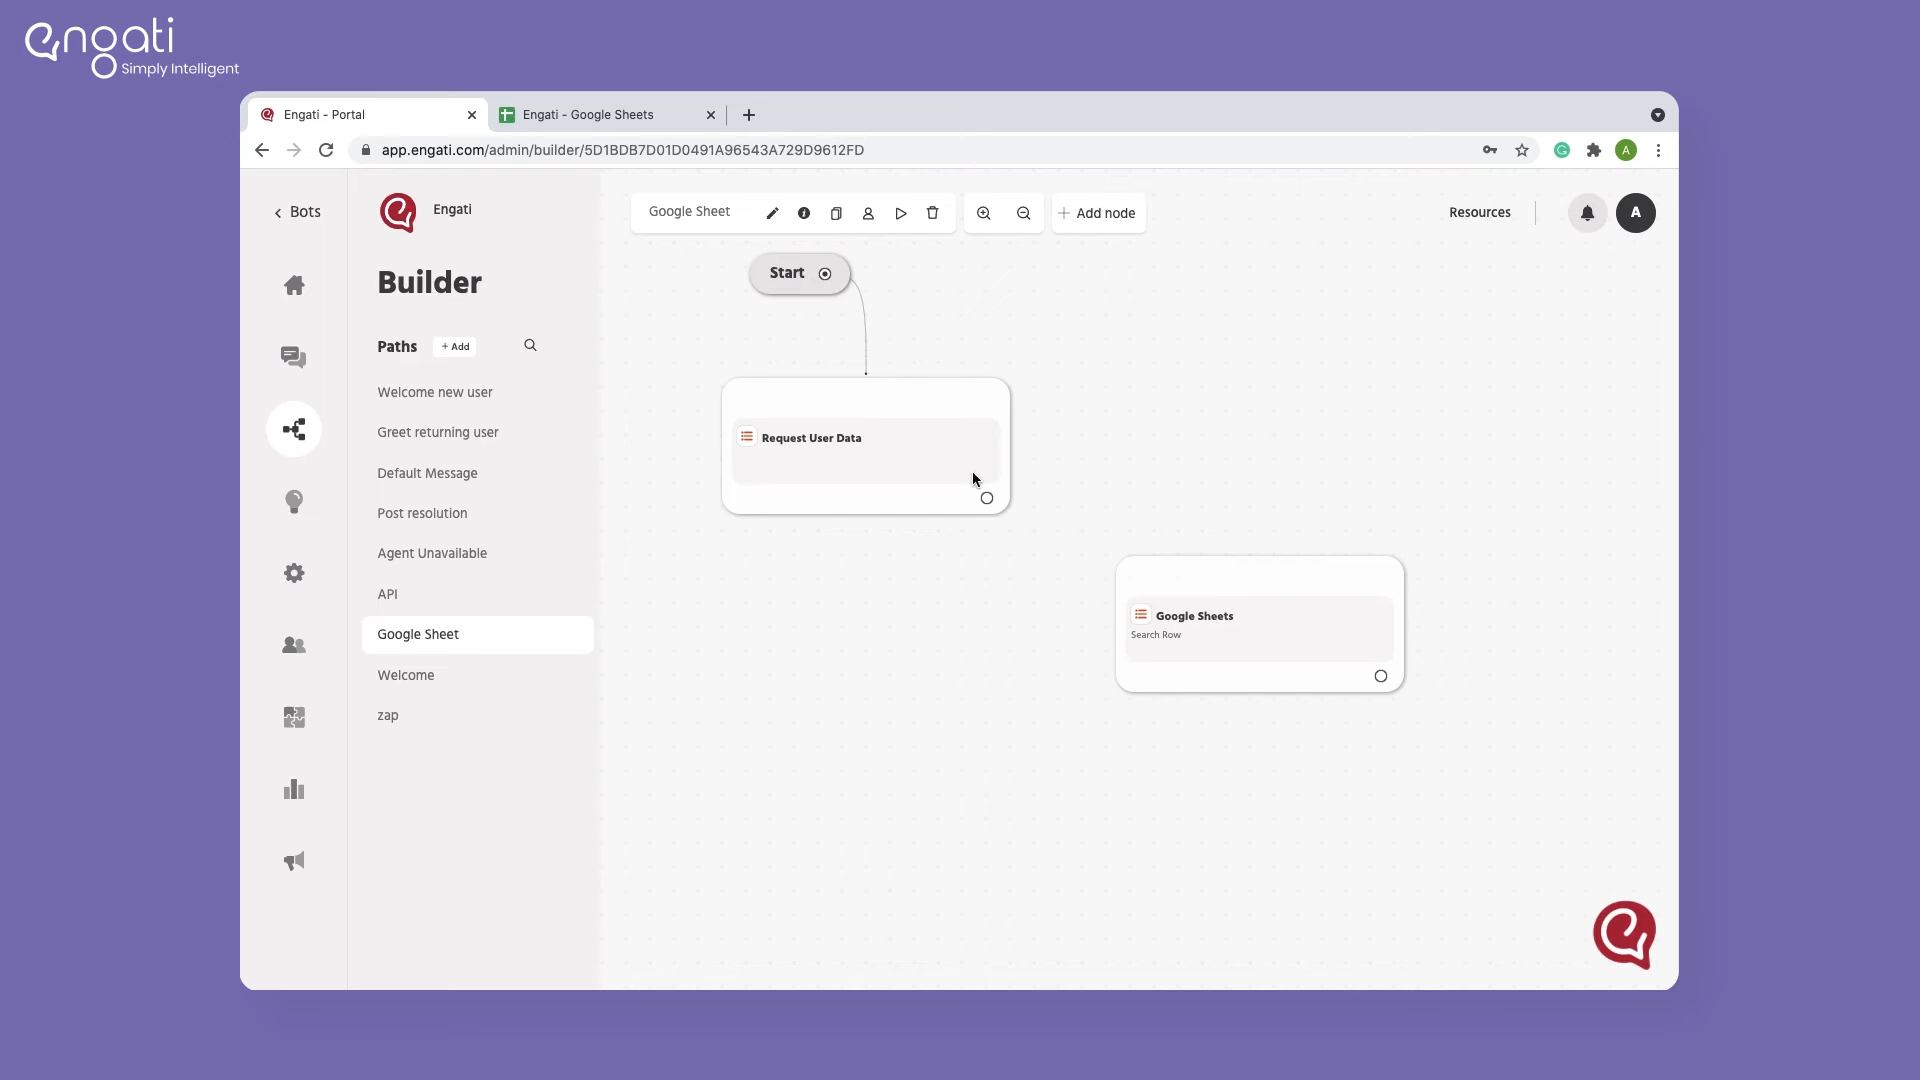 engati
Simply Intelligent
Engati - Portal
Engati - Google Sheets
app.engati.com/admin/builder/5D1BDB7D01D0491A96543A729D9612FD
A
Bots
Engati
Google Sheet
Add node
Resources
A
Builder
Start
Paths
+ Add
Welcome new user
Greet returning user
Request User Data
Default Message
Post resolution
Agent Unavailable
API
Google Sheets
Search Row
Google Sheet
Welcome
zap